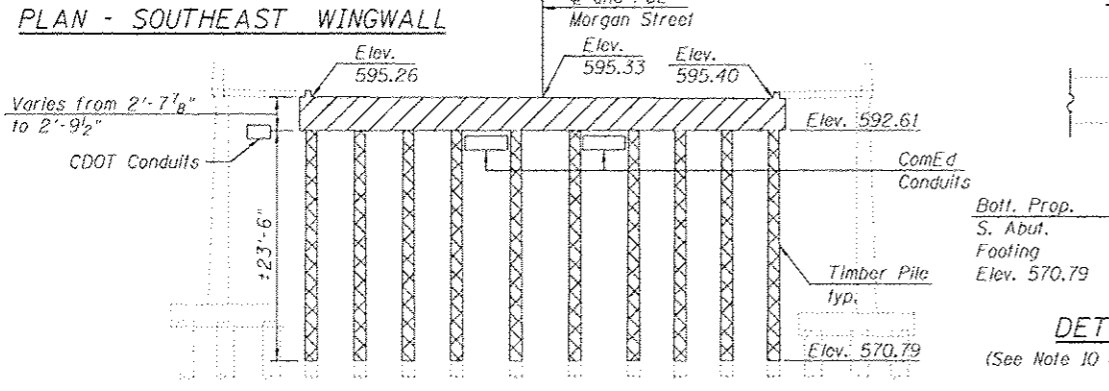 PLAN - SOUTHEAST WINGWALL
Morgan Street
Elev.
595.26
Elev.
595.33
Elev.
595.40
Varies from 2'-7⅞"
to 2'-9½"
CDOT Conduits
Elev. 592.61
ComEd
Conduits
±23'-6"
Timber Pile
typ.
Elev. 570.79
Bott. Prop.
S. Abut.
Footing
Elev. 570.79
DET
(See Note 10